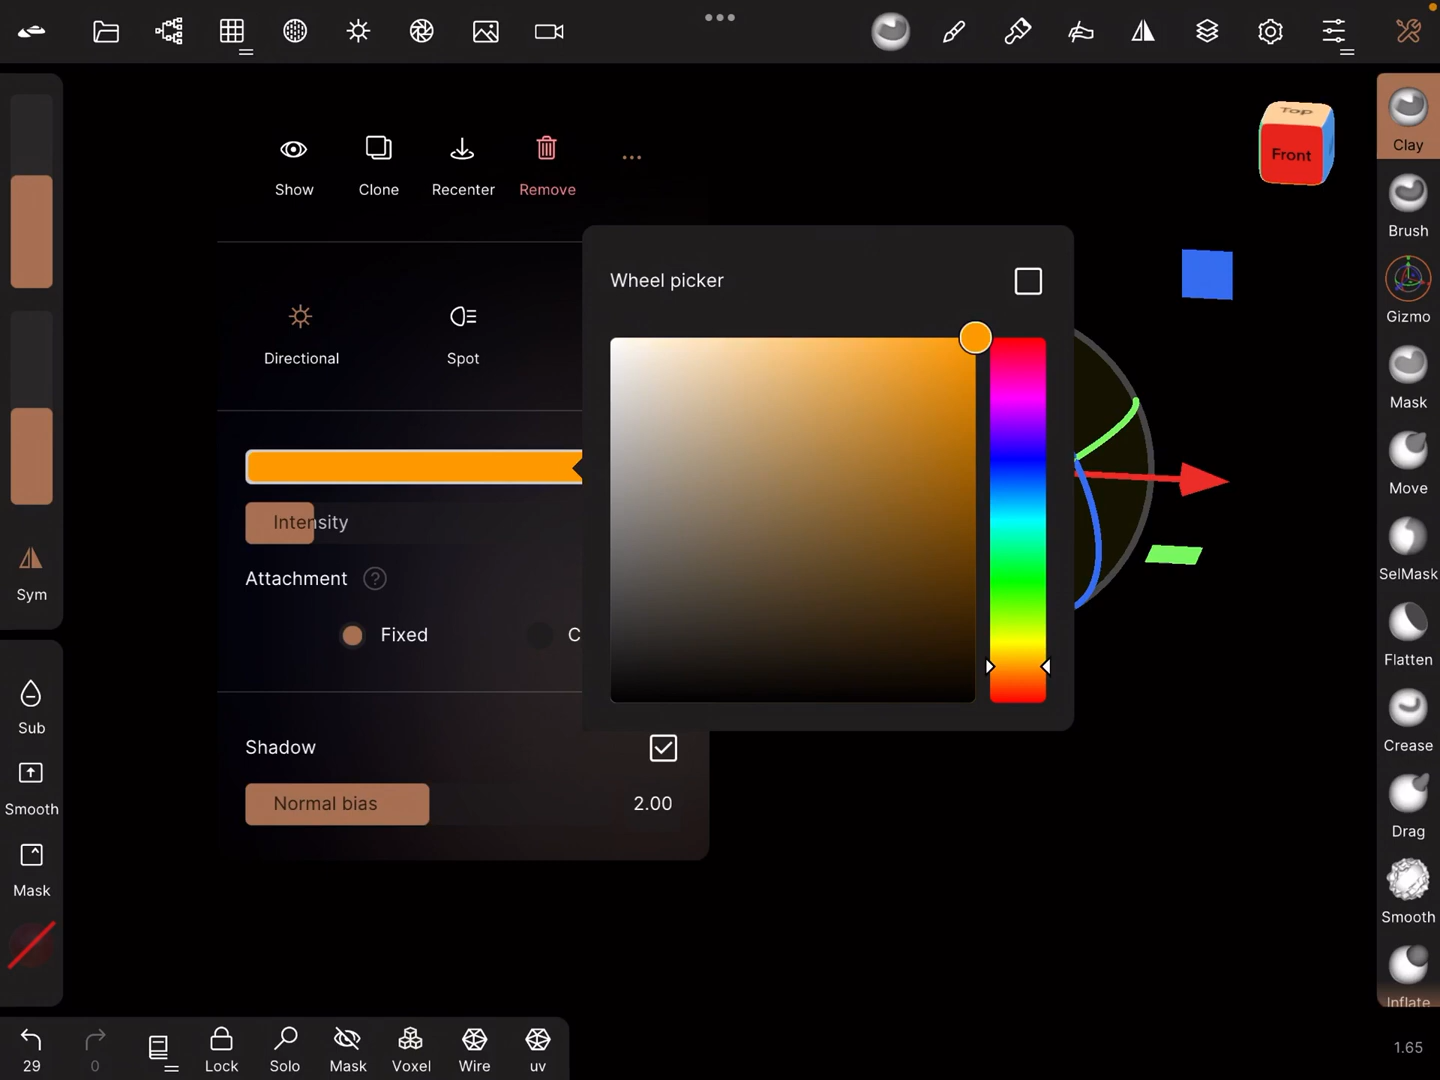 Show
Clone
Recenter
Remove
...
Top
Front
Wheel picker
Directional
Spot
Intensity
Attachment ?
Fixed
C
Shadow
Normal bias 2.00
Sym
Sub
Smooth
Mask
Clay
Brush
Gizmo
Mask
Move
SelMask
Flatten
Crease
Drag
Smooth
Inflate
29
0
Lock
Solo
Mask
Voxel
Wire
uv
1.65